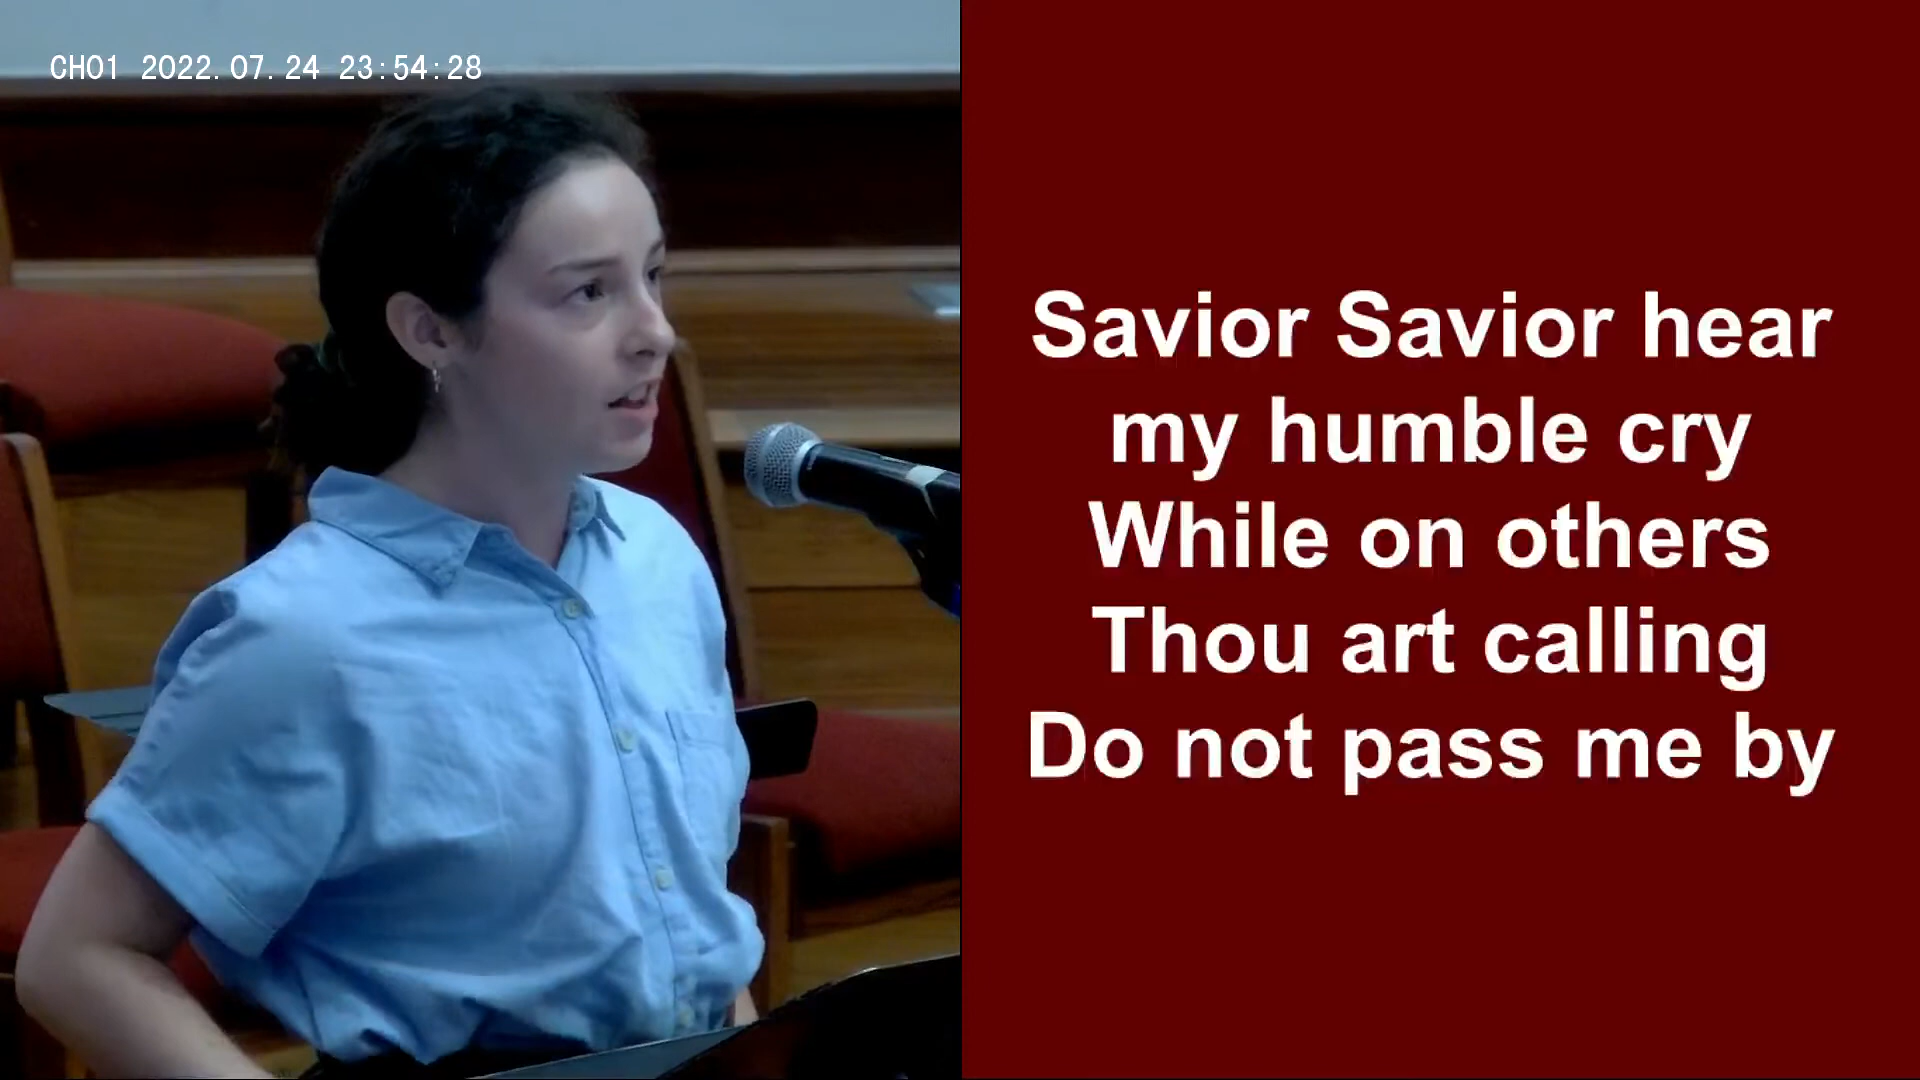 CH01 2022.07.24 23:54:28
Savior Savior hear
my humble cry
While on others
Thou art calling
Do not pass me by